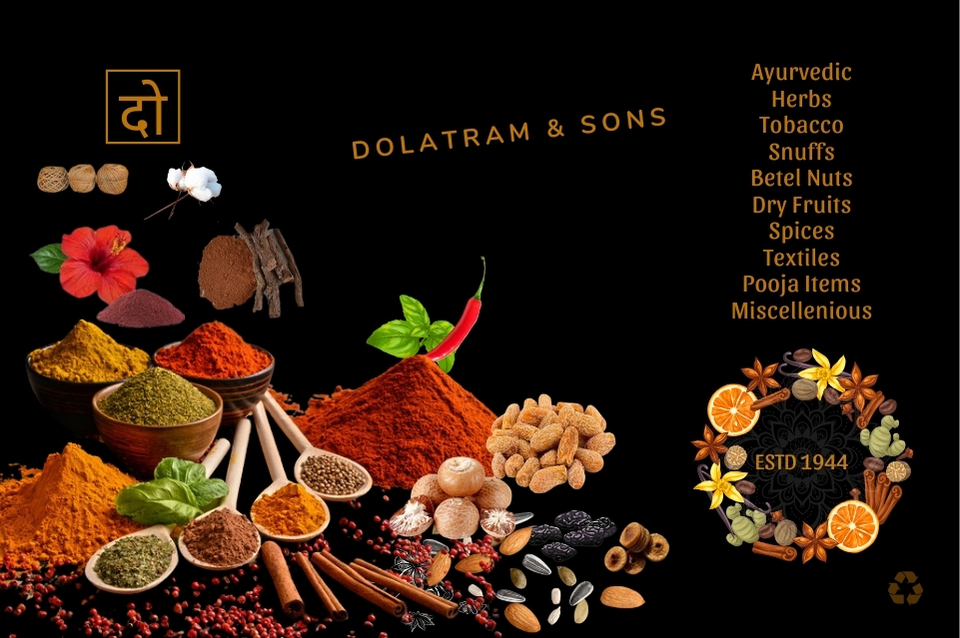 दो
DOLATRAM & SONS
Ayurvedic
Herbs
Tobacco
Snuffs
Betel Nuts
Dry Fruits
Spices
Textiles
Pooja Items
Miscellenious
ESTD 1944